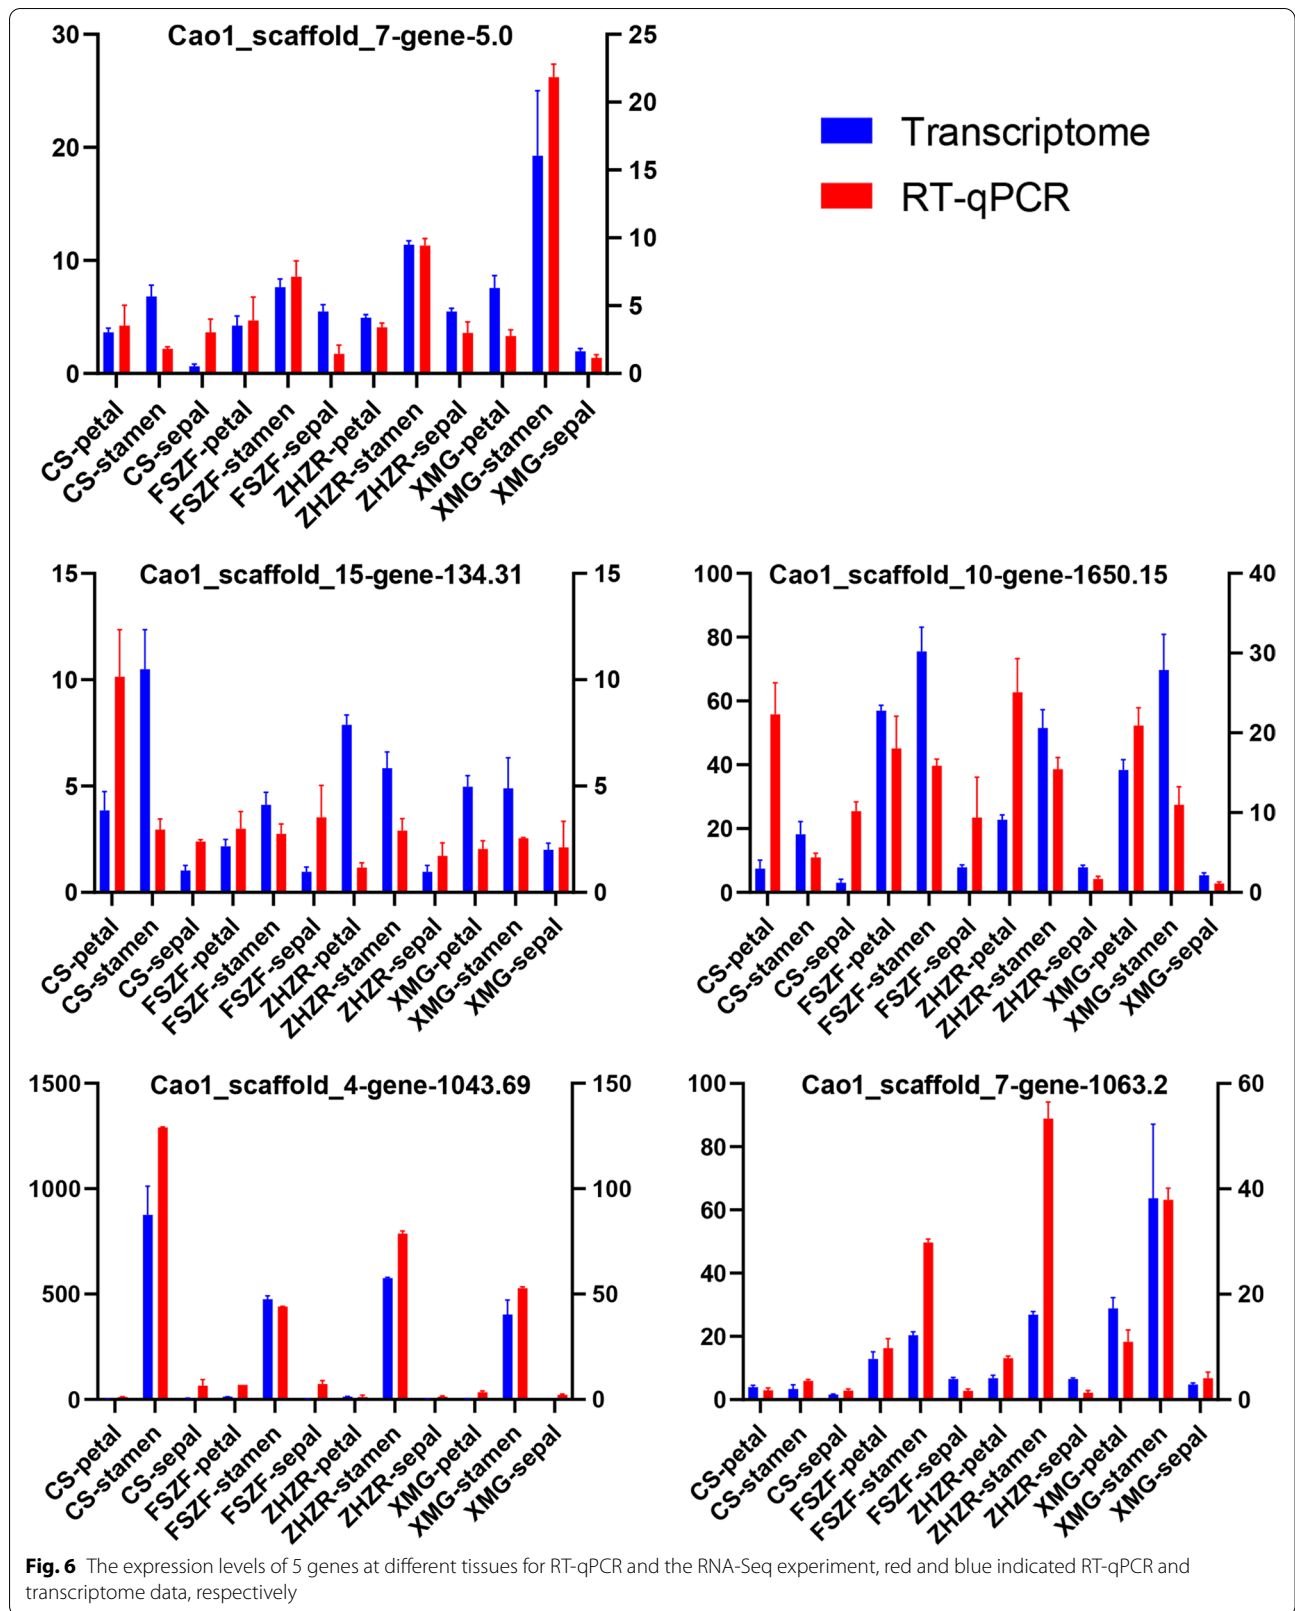 Cao1_scaffold_7-gene-5.0
30
20
10
0
25
20
15
10
5
0
CS-petal
CS-stamen
CS-sepal
FSZF-petal
FSZF-stamen
FSZF-sepal
ZHZR-petal
ZHZR-stamen
ZHZR-sepal
XMG-petal
XMG-stamen
XMG-sepal
Transcriptome
RT-qPCR
Cao1_scaffold_15-gene-134.31
15
10
5
0
15
10
5
0
CS-petal
CS-stamen
CS-sepal
FSZF-petal
FSZF-stamen
FSZF-sepal
ZHZR-petal
ZHZR-stamen
ZHZR-sepal
XMG-petal
XMG-stamen
XMG-sepal
Cao1_scaffold_10-gene-1650.15
100
80
60
40
20
0
40
30
20
10
0
CS-petal
CS-stamen
CS-sepal
FSZF-petal
FSZF-stamen
FSZF-sepal
ZHZR-petal
ZHZR-stamen
ZHZR-sepal
XMG-petal
XMG-stamen
XMG-sepal
Cao1_scaffold_4-gene-1043.69
1500
1000
500
0
150
100
50
0
CS-petal
CS-stamen
CS-sepal
FSZF-petal
FSZF-stamen
FSZF-sepal
ZHZR-petal
ZHZR-stamen
ZHZR-sepal
XMG-petal
XMG-stamen
XMG-sepal
Cao1_scaffold_7-gene-1063.2
100
80
60
40
20
0
60
40
20
0
CS-petal
CS-stamen
CS-sepal
FSZF-petal
FSZF-stamen
FSZF-sepal
ZHZR-petal
ZHZR-stamen
ZHZR-sepal
XMG-petal
XMG-stamen
XMG-sepal
Fig. 6 The expression levels of 5 genes at different tissues for RT-qPCR and the RNA-Seq experiment, red and blue indicated RT-qPCR and
transcriptome data, respectively